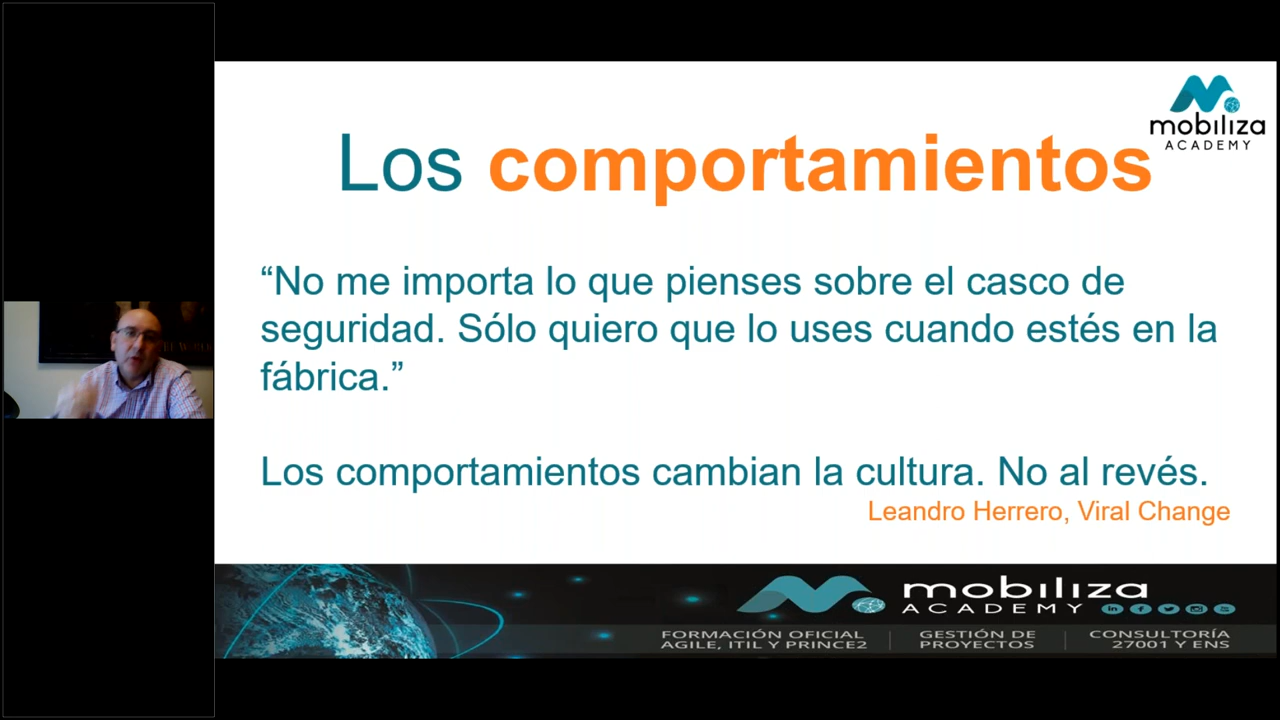 mobiliza
ACADEMY
Los comportamientos
“No me importa lo que pienses sobre el casco de
seguridad. Sólo quiero que lo uses cuando estés en la
fábrica.”
Los comportamientos cambian la cultura. No al revés.
Leandro Herrero, Viral Change
mobiliza
ACADEMY
FORMACIÓN OFICIAL
AGILE, ITIL Y PRINCE2
GESTIÓN DE
PROYECTOS
CONSULTORÍA
27001 Y ENS